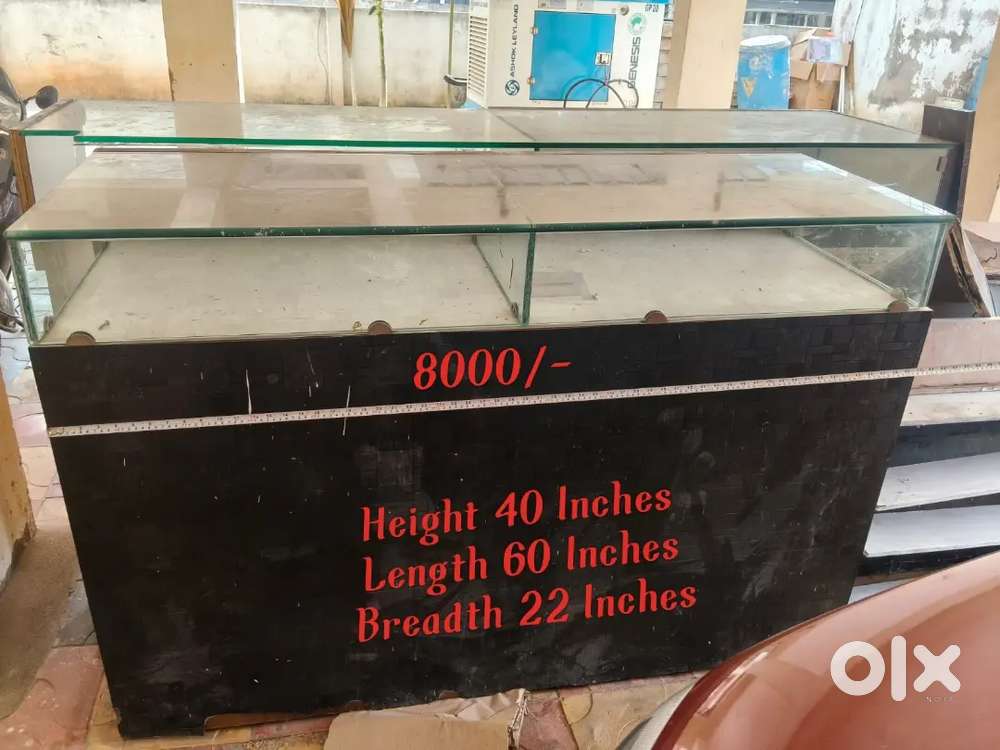 ASHOK LEYLAND
GENESIS
8000/-
Height 40 Inches
Length 60 Inches
Breadth 22 Inches
olx